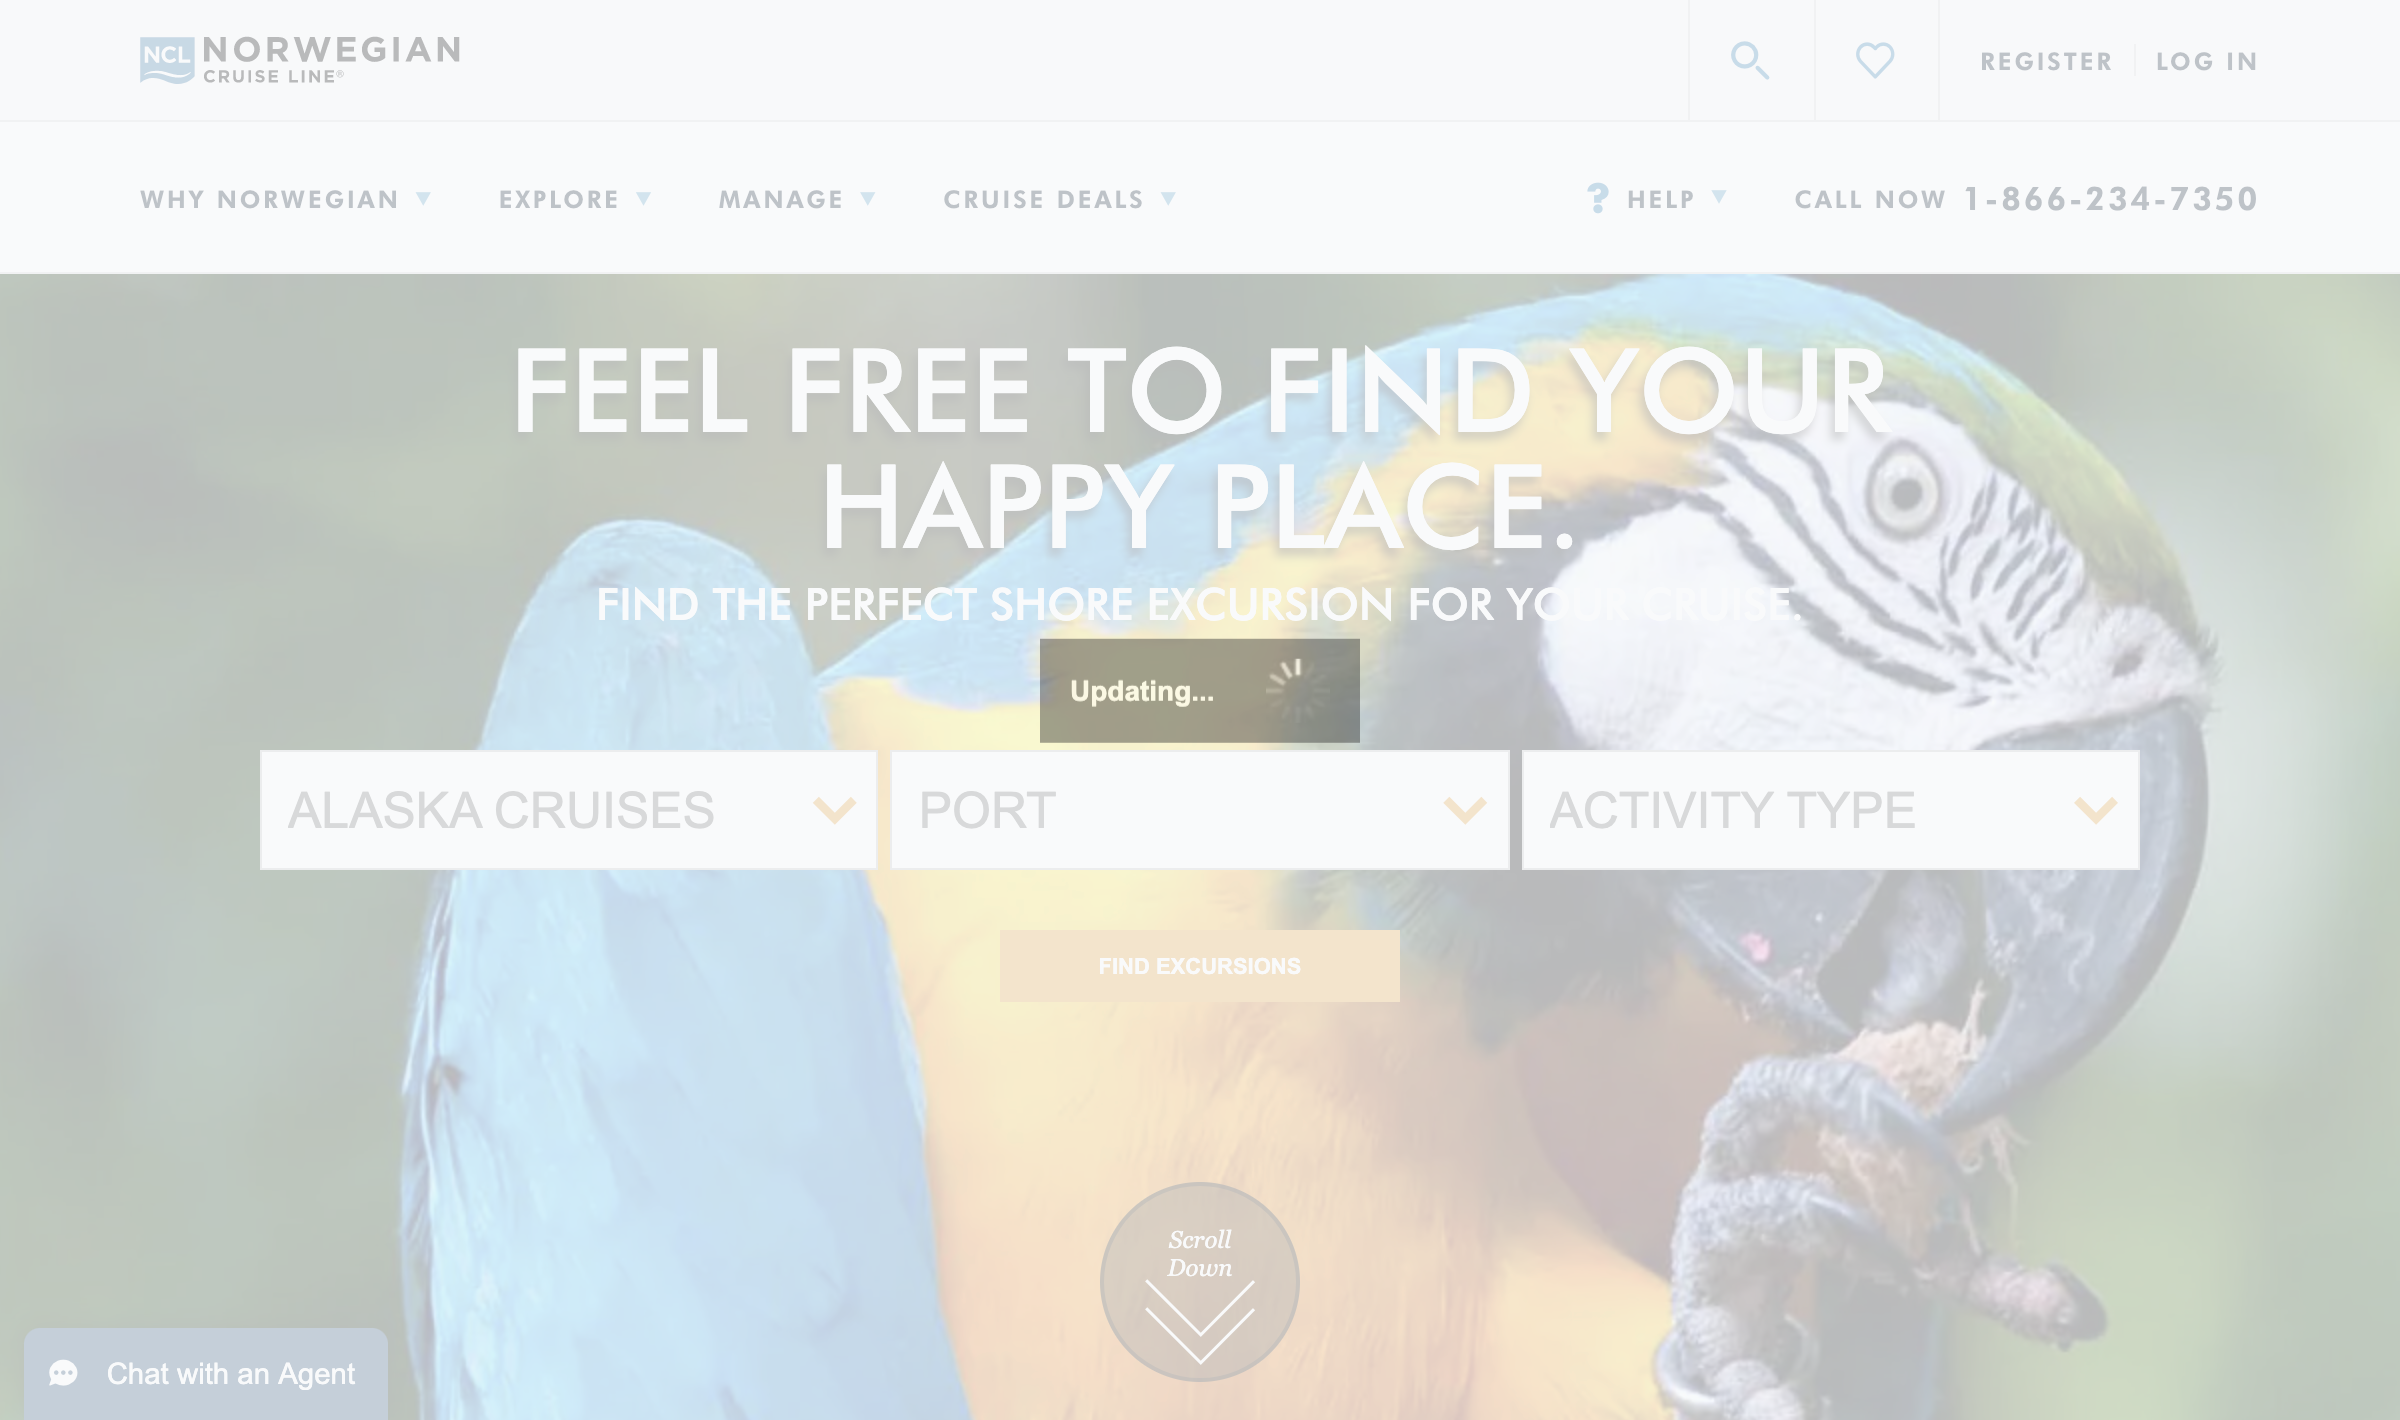 NCL NORWEGIAN
CRUISE LINE®
REGISTER
LOG IN
WHY NORWEGIAN
EXPLORE
MANAGE
CRUISE DEALS
? HELP
CALL NOW 1-866-234-7350
FEEL FREE TO FIND YOUR
HAPPY PLACE.
FIND THE PERFECT SHORE EXCURSION FOR YOUR CRUISE.
Updating...
ALASKA CRUISES
PORT
ACTIVITY TYPE
FIND EXCURSIONS
Scroll
Down
Chat with an Agent